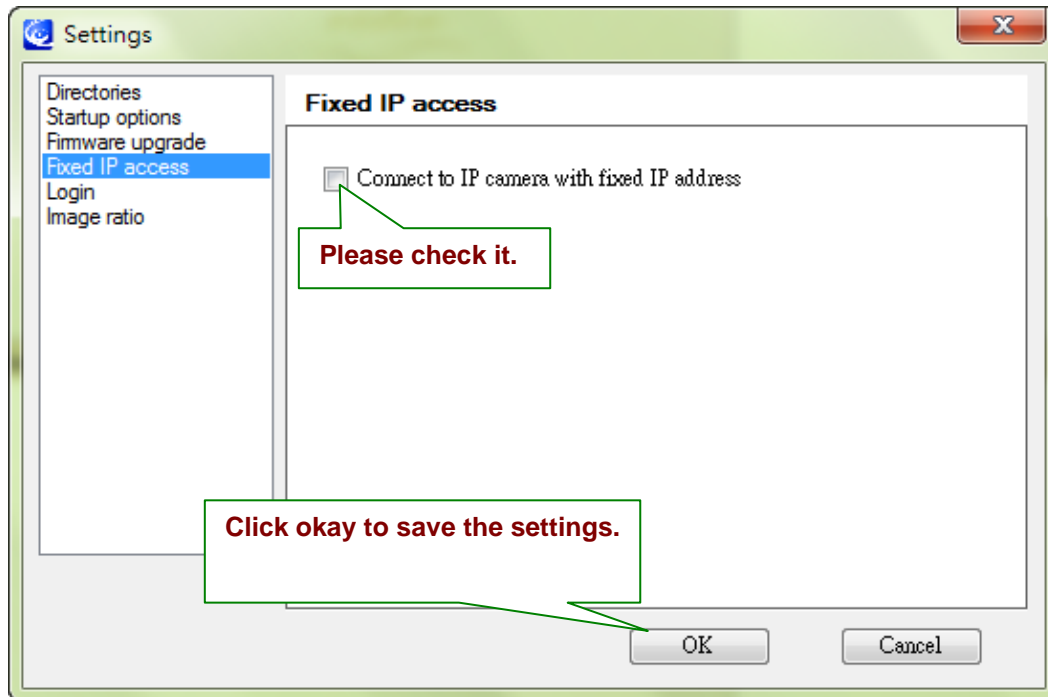 Settings
X
Directories
Startup options
Firmware upgrade
Fixed IP access
Login
Image ratio
Fixed IP access
Connect to IP camera with fixed IP address
Please check it.
Click okay to save the settings.
OK
Cancel